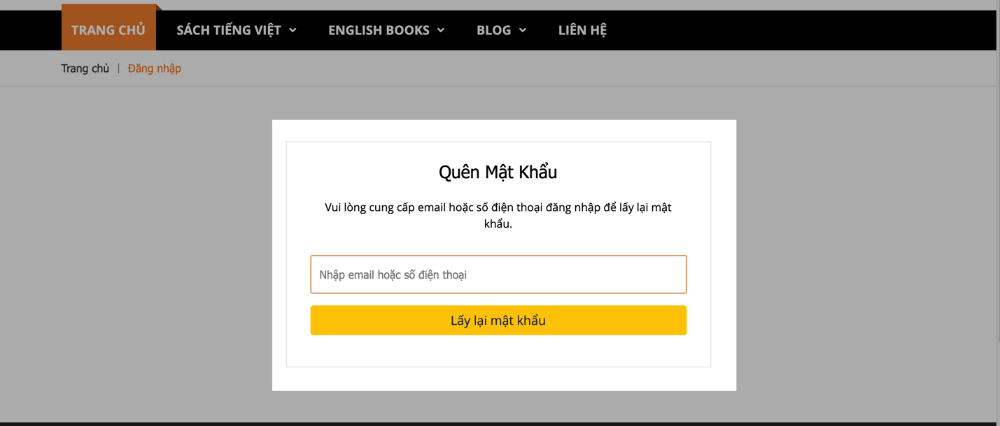 TRANG CHỦ SÁCH TIẾNG VIỆT ENGLISH BOOKS BLOG LIÊN HỆ
Trang chủ | Đăng nhập
Quên Mật Khẩu
Vui lòng cung cấp email hoặc số điện thoại đăng nhập để lấy lại mật
khẩu.
Nhập email hoặc số điện thoại
Lấy lại mật khẩu